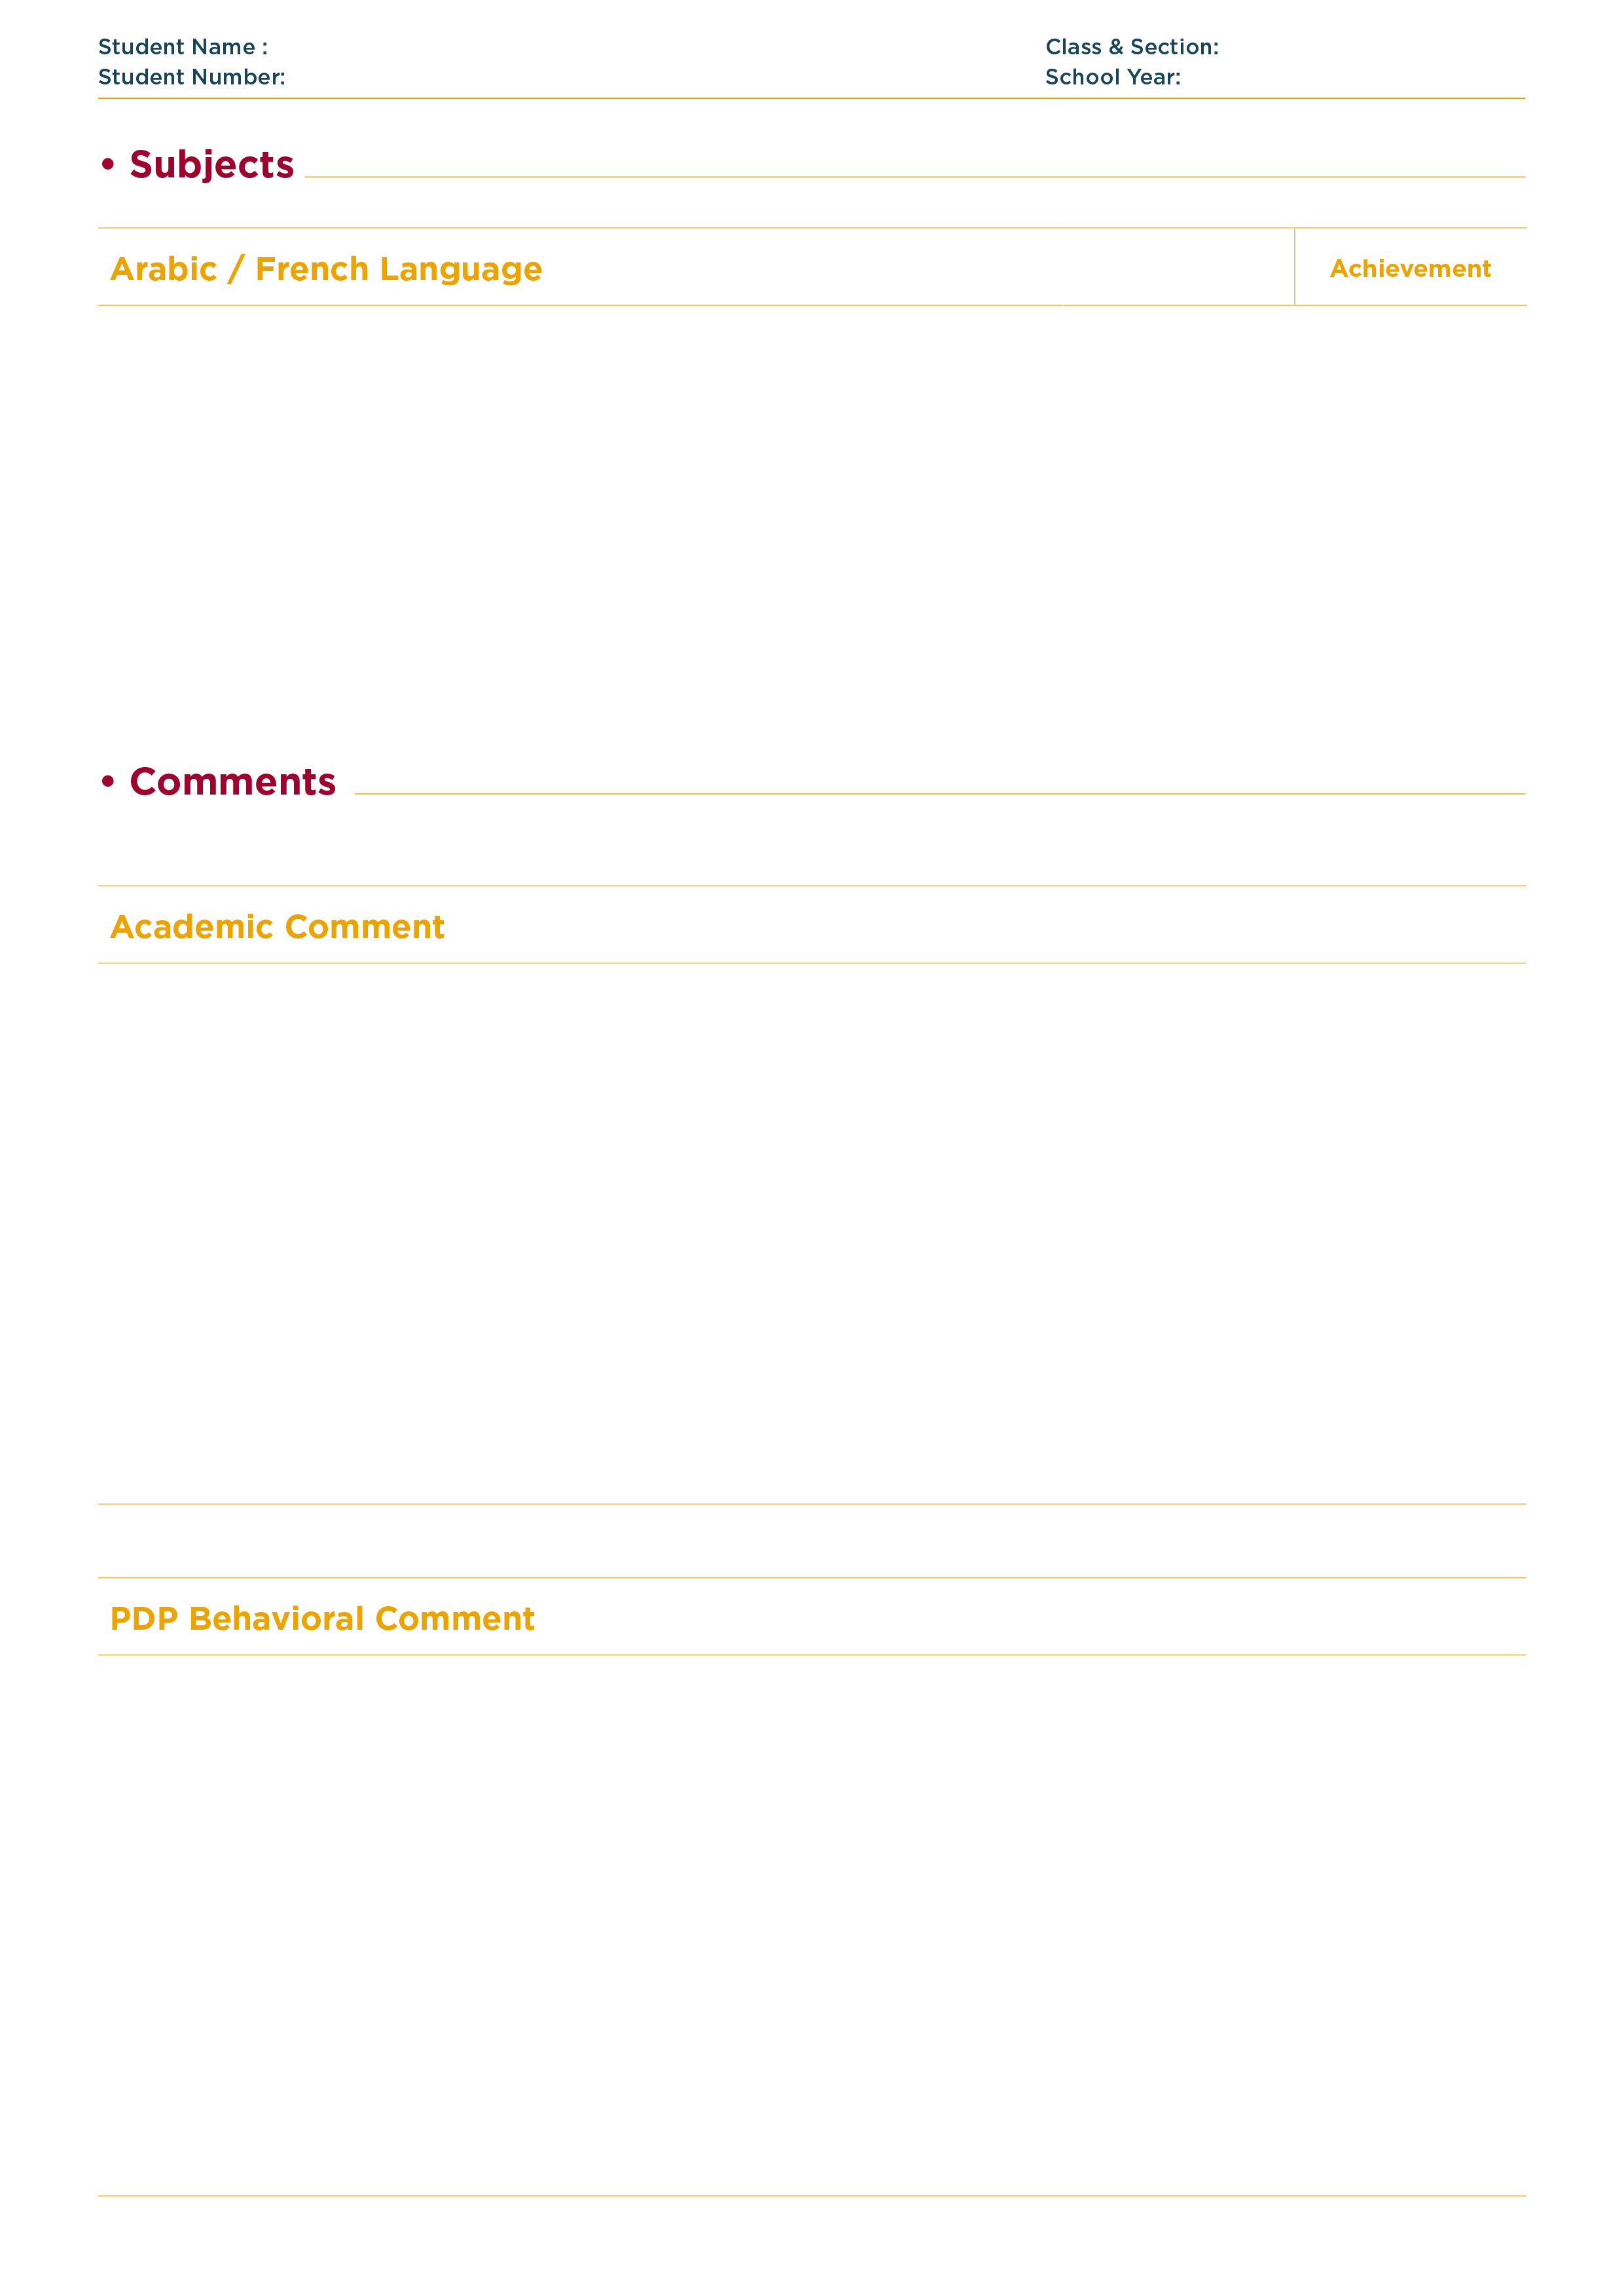 Student Name :
Class & Section:
Student Number:
School Year:
• Subjects
Arabic / French Language
Achievement
• Comments
Academic Comment
PDP Behavioral Comment